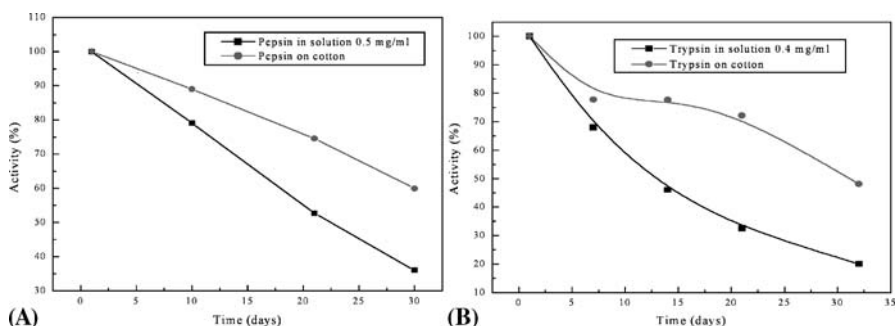 110
100
90
80
70
60
50
40
30
Activity (%)
0 5 10 15 20 25 30
Time (days)
Pepsin in solution 0.5 mg/ml
Pepsin on cotton
(A)
110
100
90
80
70
60
50
40
30
20
10
0
Activity (%)
0 5 10 15 20 25 30 35
Time (days)
Trypsin in solution 0.4 mg/ml
Trypsin on cotton
(B)